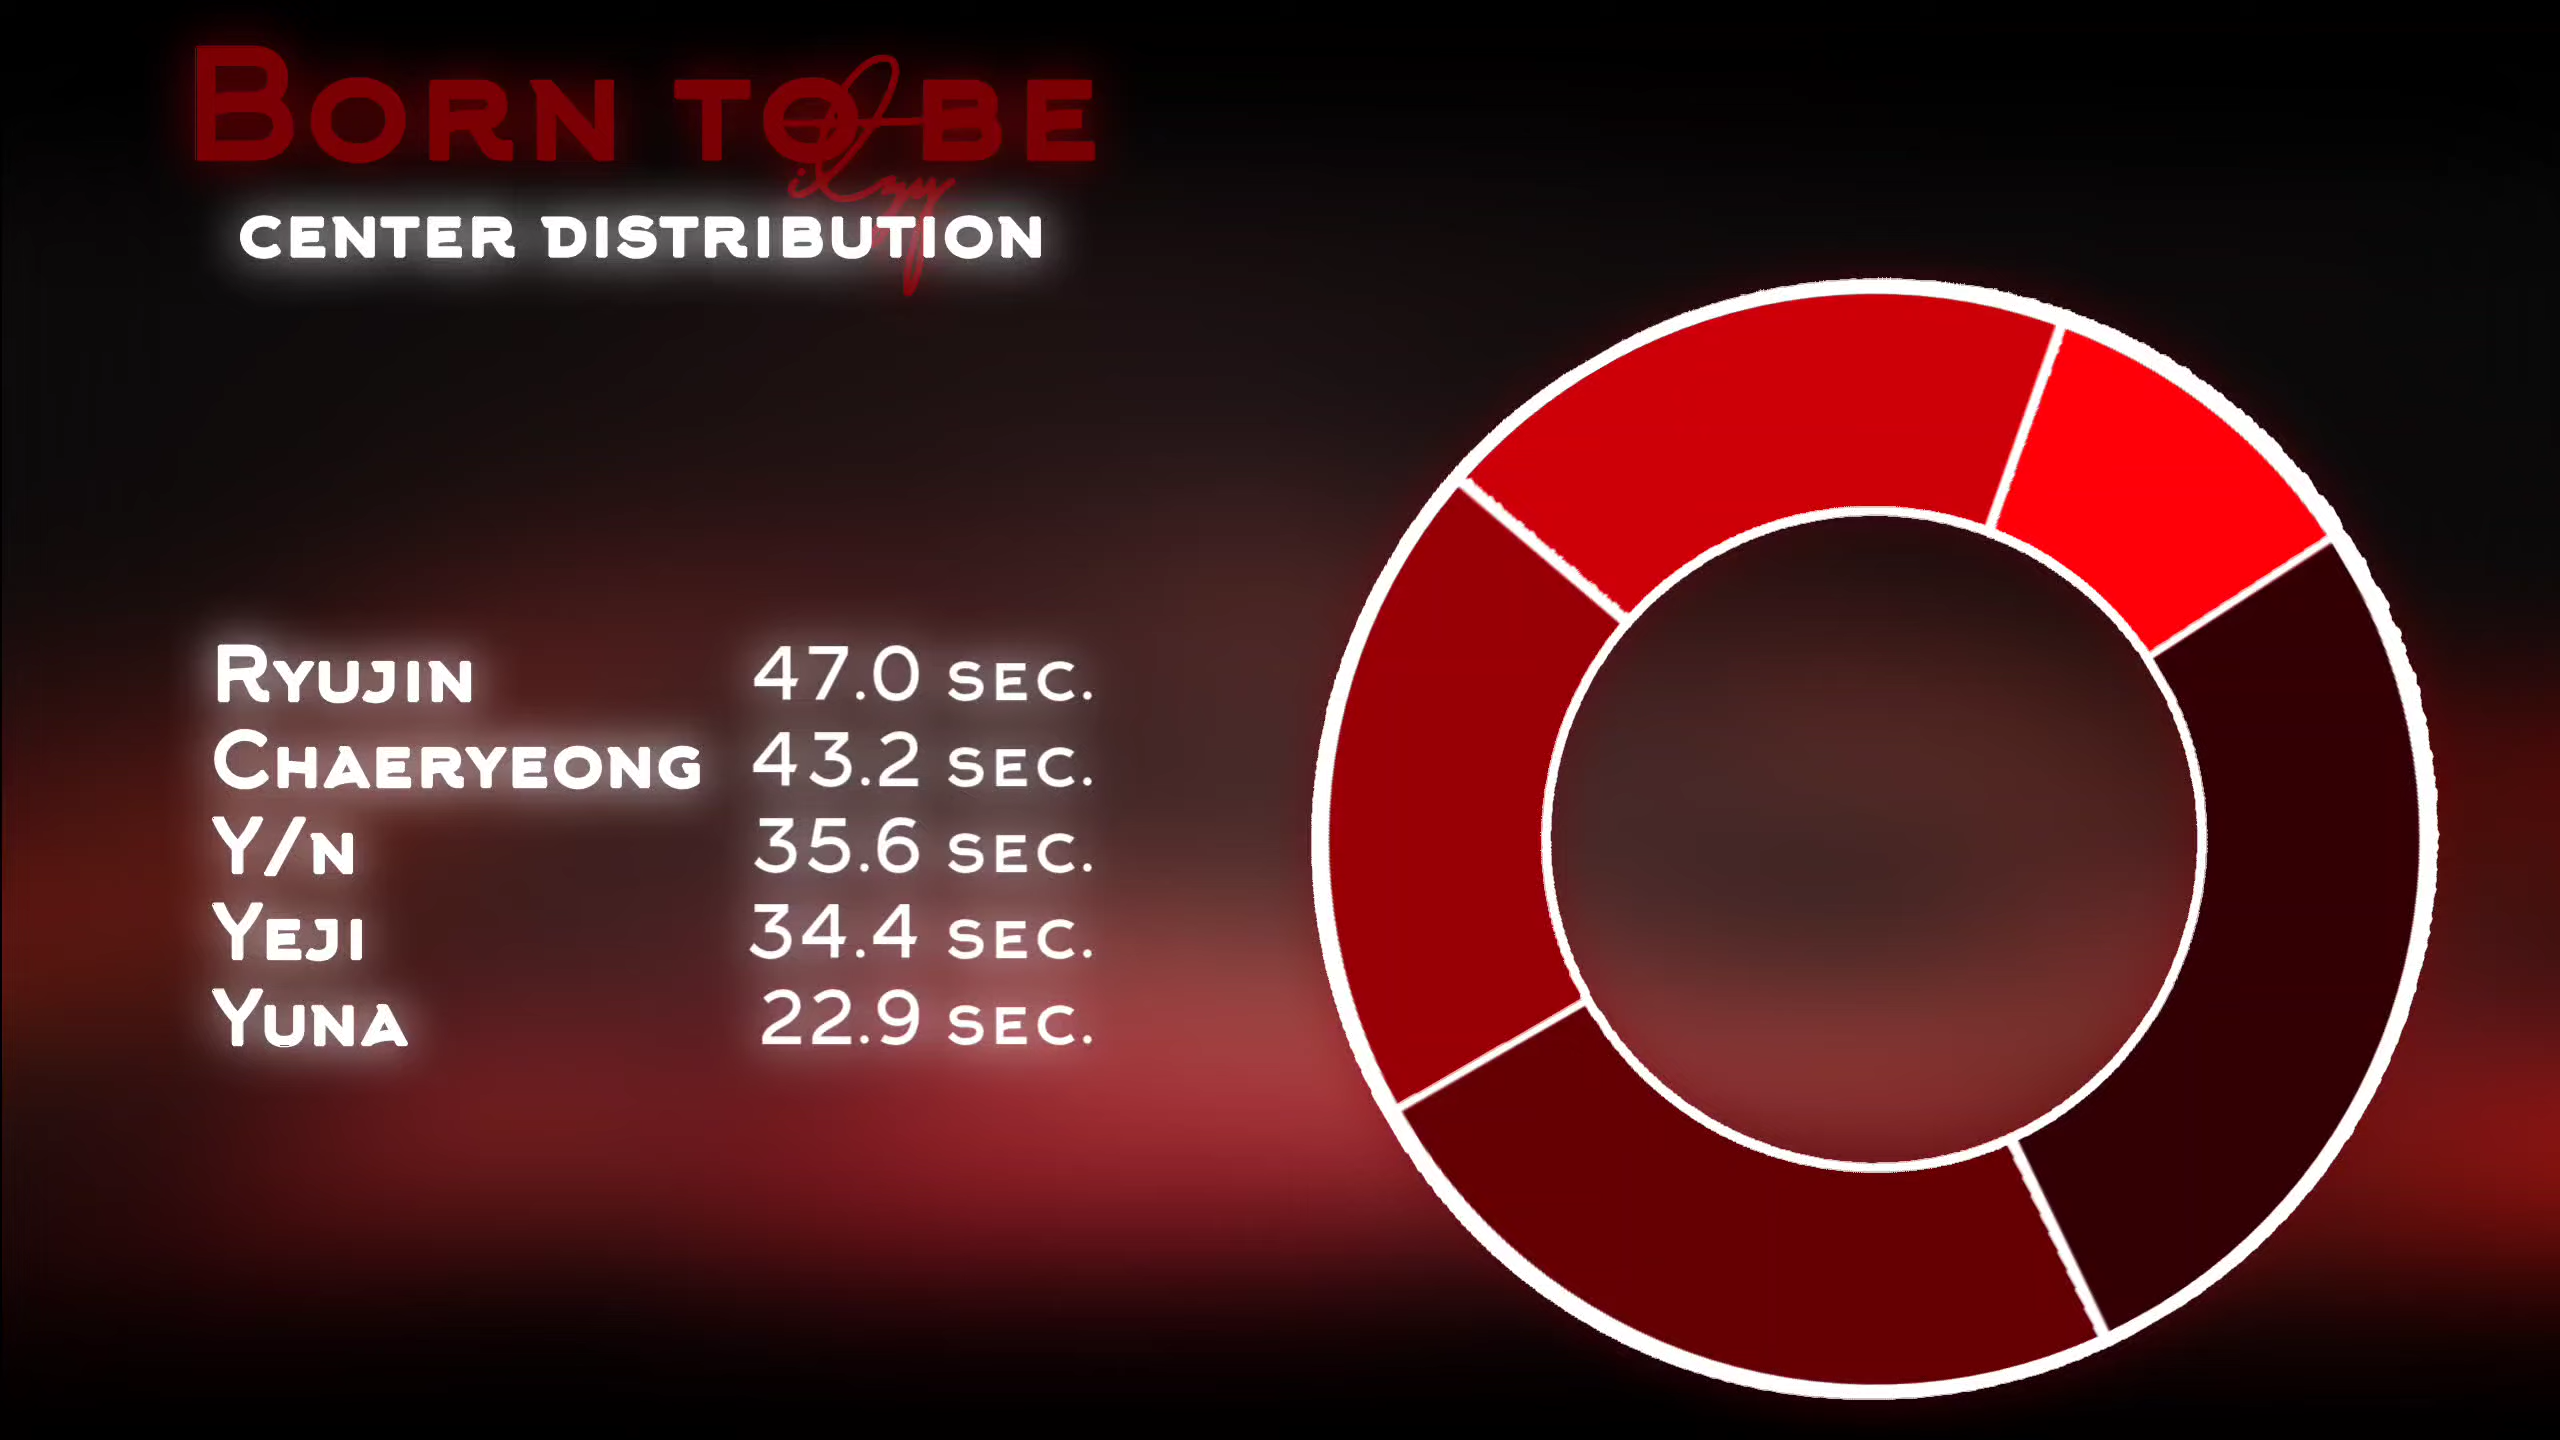 Born to be
itzy
Center Distribution
Ryujin 47.0 sec.
Chaeryeong 43.2 sec.
Y/n 35.6 sec.
Yeji 34.4 sec.
Yuna 22.9 sec.